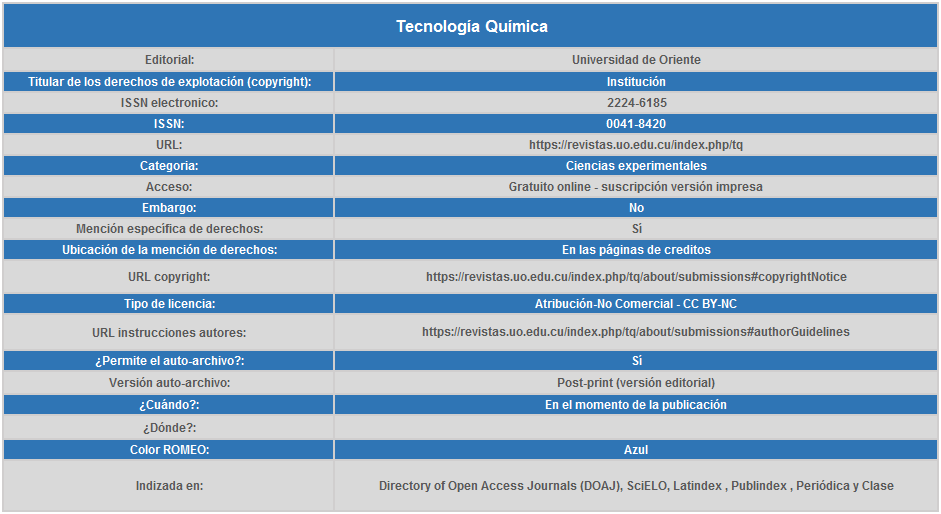 Tecnología Química
Editorial: Universidad de Oriente
Titular de los derechos de explotación (copyright): Institución
ISSN electronico: 2224-6185
ISSN: 0041-8420
URL: https://revistas.uo.edu.cu/index.php/tq
Categoria: Ciencias experimentales
Acceso: Gratuito online - suscripción versión impresa
Embargo: No
Mención específica de derechos: Sí
Ubicación de la mención de derechos: En las páginas de creditos
URL copyright: https://revistas.uo.edu.cu/index.php/tq/about/submissions#copyrightNotice
Tipo de licencia: Atribución-No Comercial - CC BY-NC
URL instrucciones autores: https://revistas.uo.edu.cu/index.php/tq/about/submissions#authorGuidelines
¿Permite el auto-archivo?: Sí
Versión auto-archivo: Post-print (versión editorial)
¿Cuándo?: En el momento de la publicación
¿Dónde?:
Color ROMEO: Azul
Indizada en: Directory of Open Access Journals (DOAJ), SciELO, Latindex , Publindex , Periódica y Clase